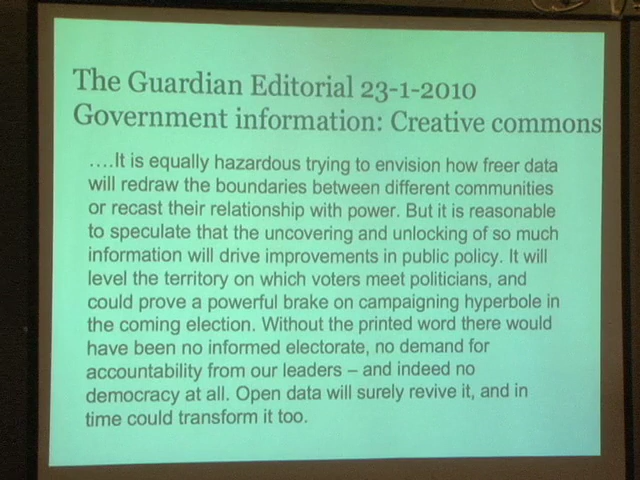 The Guardian Editorial 23-1-2010
Government information: Creative commons
….It is equally hazardous trying to envision how freer data
will redraw the boundaries between different communities
or recast their relationship with power. But it is reasonable
to speculate that the uncovering and unlocking of so much
information will drive improvements in public policy. It will
level the territory on which voters meet politicians, and
could prove a powerful brake on campaigning hyperbole in
the coming election. Without the printed word there would
have been no informed electorate, no demand for
accountability from our leaders – and indeed no
democracy at all. Open data will surely revive it, and in
time could transform it too.